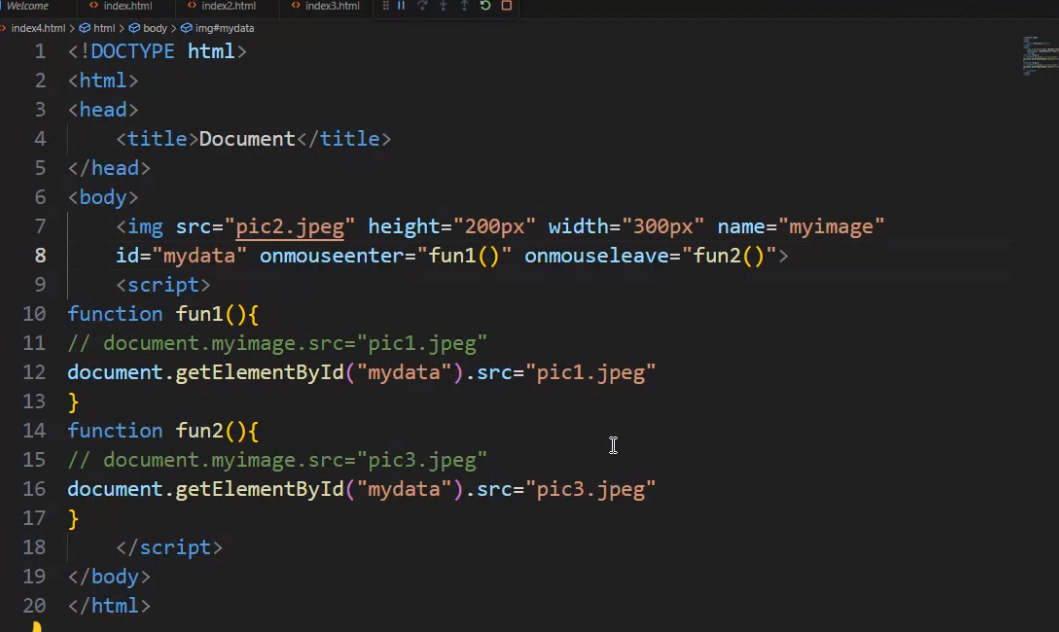 Welcome index.html index2.html index3.html
index4.html > html > body > img#mydata
1 <!DOCTYPE html>
2 <html>
3 <head>
4 <title>Document</title>
5 </head>
6 <body>
7 <img src="pic2.jpeg" height="200px" width="300px" name="myimage"
8 id="mydata" onmouseenter="fun1()" onmouseleave="fun2()">
9 <script>
10 function fun1(){
11 // document.myimage.src="pic1.jpeg"
12 document.getElementById("mydata").src="pic1.jpeg"
13 }
14 function fun2(){
15 // document.myimage.src="pic3.jpeg"
16 document.getElementById("mydata").src="pic3.jpeg"
17 }
18 </script>
19 </body>
20 </html>